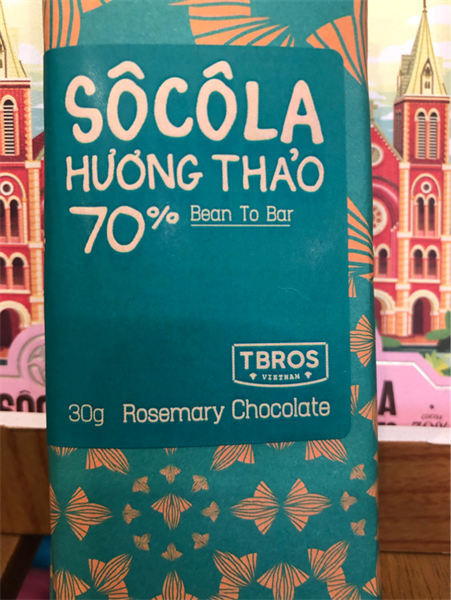 SÔCÔLA
HƯƠNG THẢO
70% Bean To Bar
TBROS
VIETNAM
30g Rosemary Chocolate